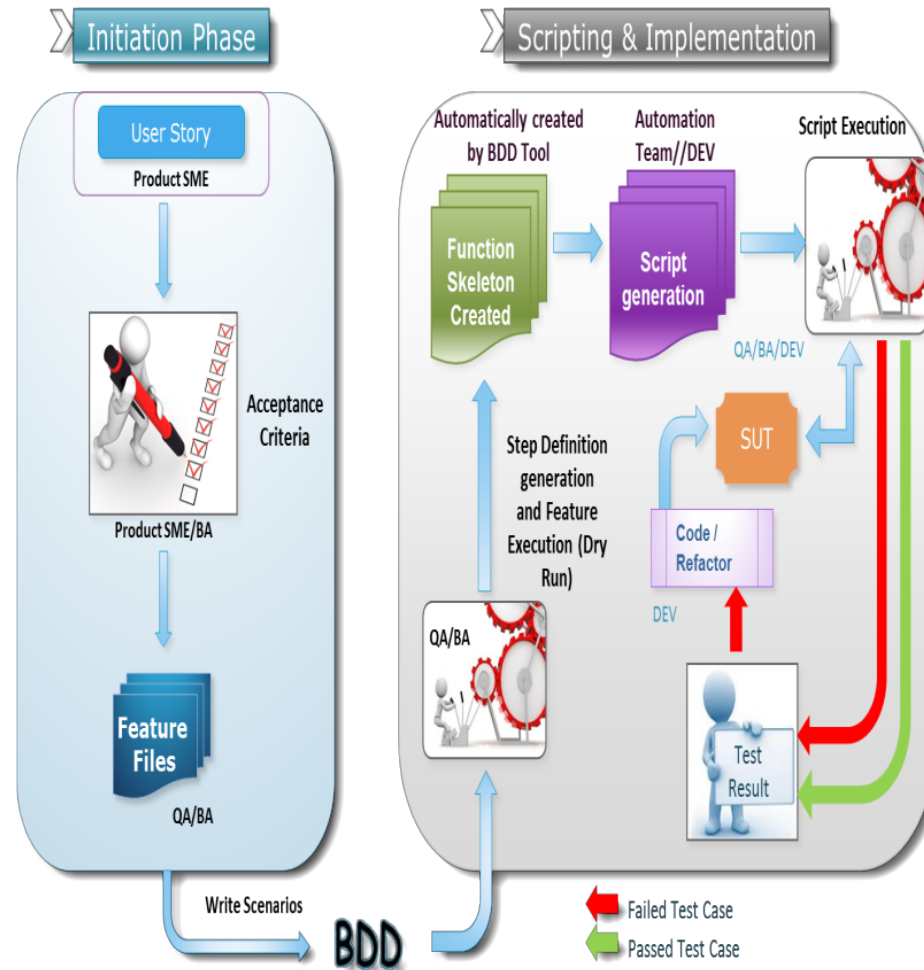 Initiation Phase
User Story
Product SME
Acceptance
Criteria
Product SME/BA
Feature
Files
QA/BA
Write Scenarios
BDD
Scripting & Implementation
Automatically created
by BDD Tool
Function
Skeleton
Created
Automation
Team//DEV
Script
generation
Script Execution
QA/BA/DEV
SUT
Step Definition
generation
and Feature
Execution (Dry
Run)
Code /
Refactor
DEV
QA/BA
Test
Result
Failed Test Case
Passed Test Case